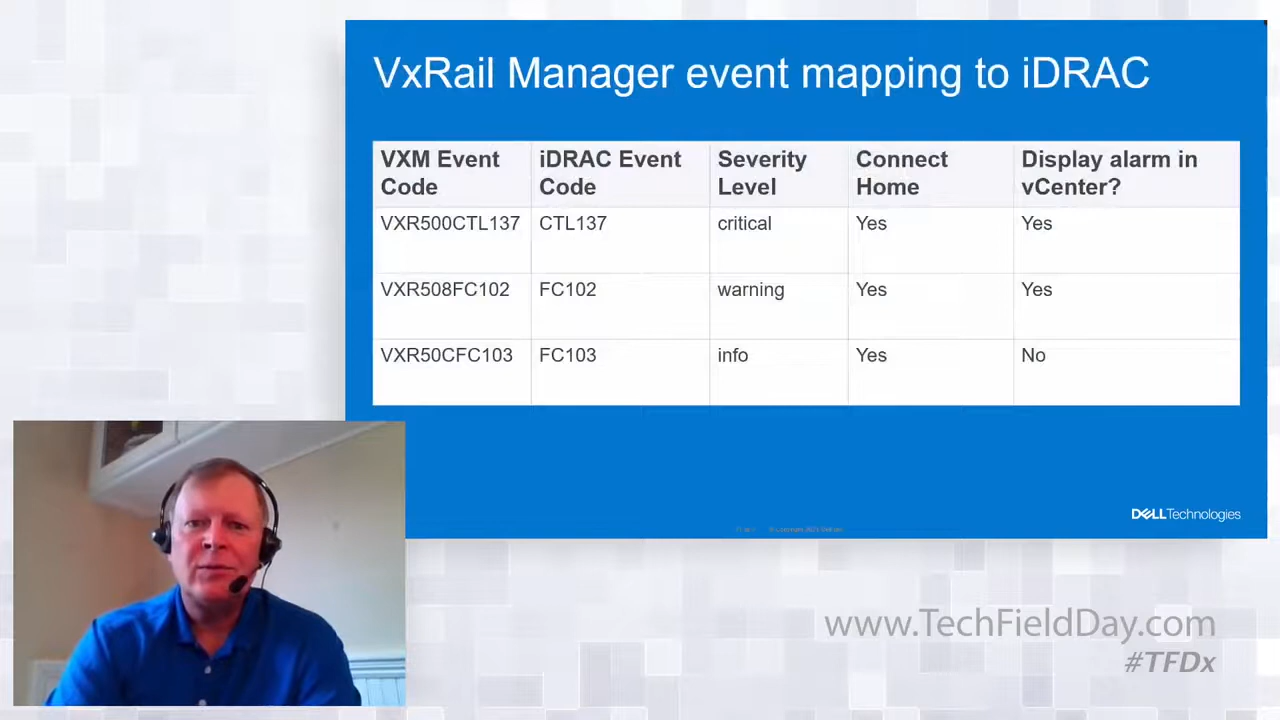 VxRail Manager event mapping to iDRAC
VXM Event Code iDRAC Event Code Severity Level Connect Home Display alarm in vCenter?
VXR500CTL137 CTL137 critical Yes Yes
VXR508FC102 FC102 warning Yes Yes
VXR50CFC103 FC103 info Yes No
DELLTechnologies
www.TechFieldDay.com
#TFDx